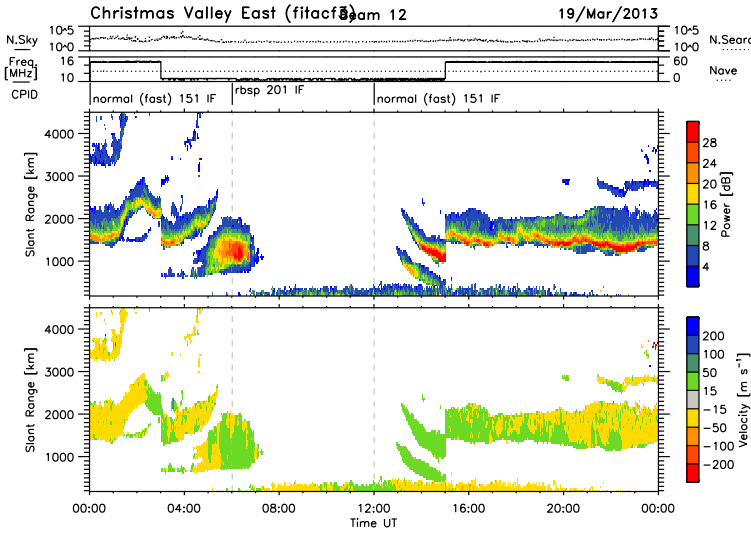 Christmas Valley East (fitacf3) Beam 12 19/Mar/2013
N.Sky 10^5 10^0 10^5 10^0 N.Search
Freq. [MHz] 16 10 60 0 Nave
CPID normal (fast) 151 IF rbsp 201 IF normal (fast) 151 IF
Slant Range [km] 4000 3000 2000 1000
28 24 20 16 12 8 4 Power [dB]
Slant Range [km] 4000 3000 2000 1000
200 100 50 15 -15 -50 -100 -200 Velocity [m s^-1]
00:00 04:00 08:00 12:00 16:00 20:00 00:00
Time UT